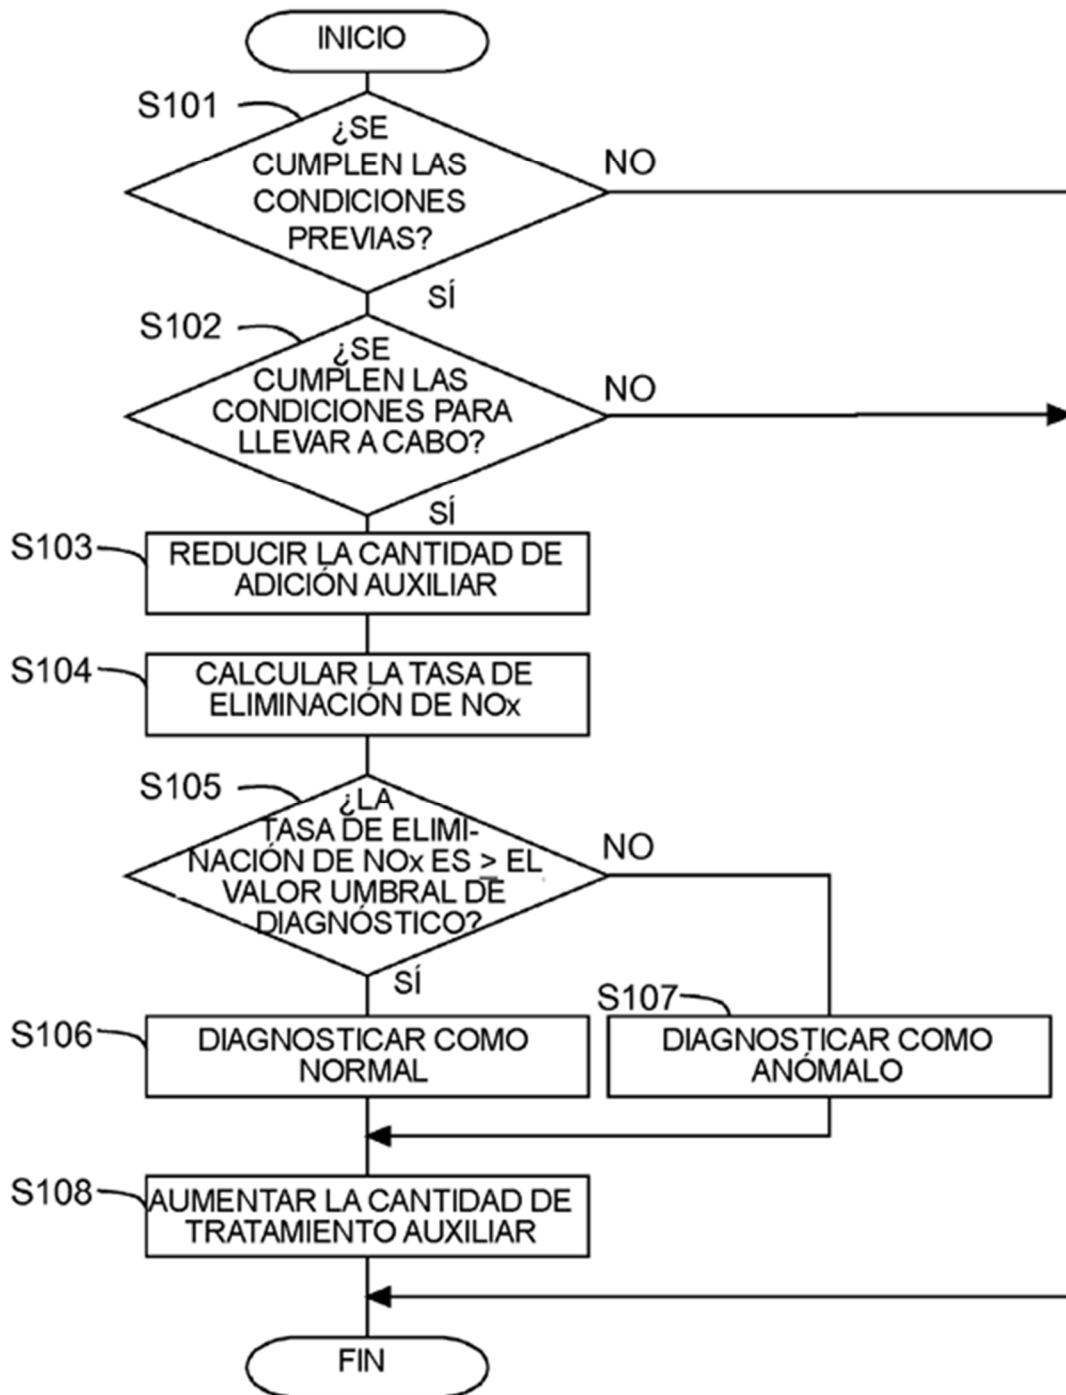 INICIO
S101
¿SE
CUMPLEN LAS
CONDICIONES
PREVIAS?
NO
SÍ
S102
¿SE
CUMPLEN LAS
CONDICIONES PARA
LLEVAR A CABO?
NO
SÍ
S103
REDUCIR LA CANTIDAD DE
ADICIÓN AUXILIAR
S104
CALCULAR LA TASA DE
ELIMINACIÓN DE NOx
S105
¿LA
TASA DE ELIMI-
NACIÓN DE NOx ES ≥ EL
VALOR UMBRAL DE
DIAGNÓSTICO?
NO
SÍ
S106
DIAGNOSTICAR COMO
NORMAL
S107
DIAGNOSTICAR COMO
ANÓMALO
S108
AUMENTAR LA CANTIDAD DE
TRATAMIENTO AUXILIAR
FIN